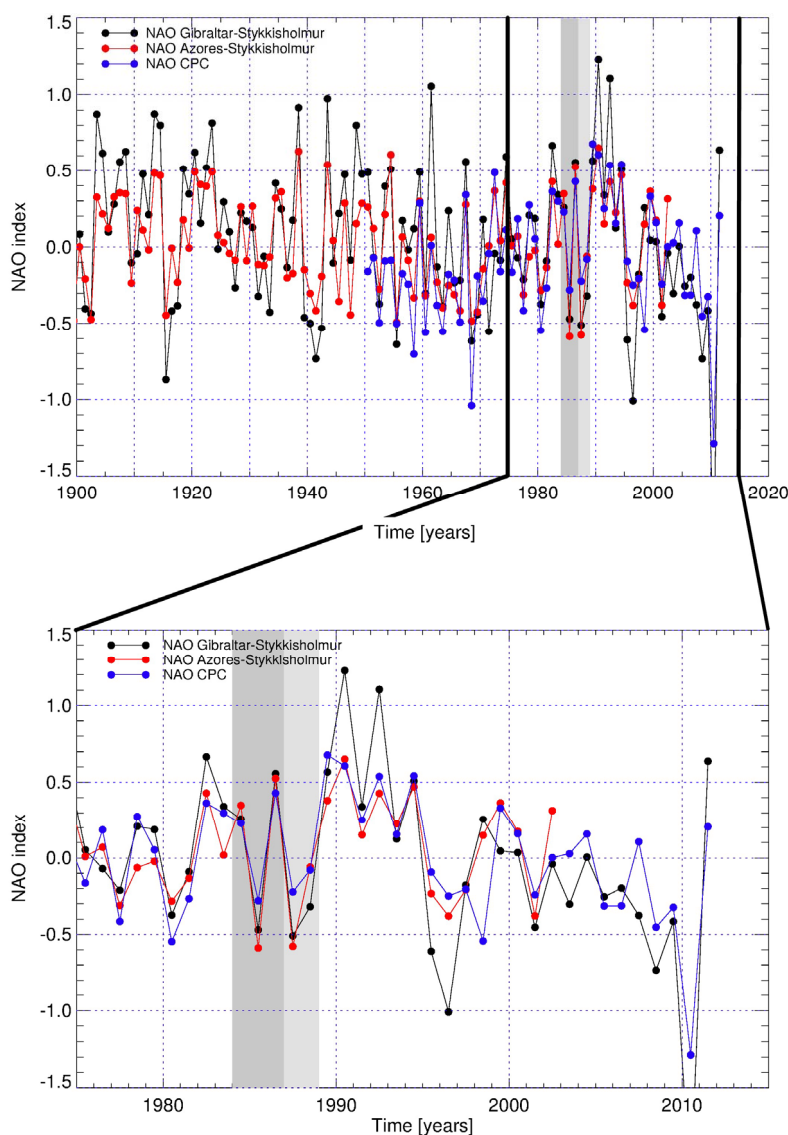 1.5
NAO Gibraltar-Stykkisholmur
NAO Azores-Stykkisholmur
NAO CPC
1.0
0.5
NAO index
0.0
-0.5
-1.0
-1.5
1900 1920 1940 1960 1980 2000 2020
Time [years]
1.5
NAO Gibraltar-Stykkisholmur
NAO Azores-Stykkisholmur
NAO CPC
1.0
0.5
NAO index
0.0
-0.5
-1.0
-1.5
1980 1990 2000 2010
Time [years]